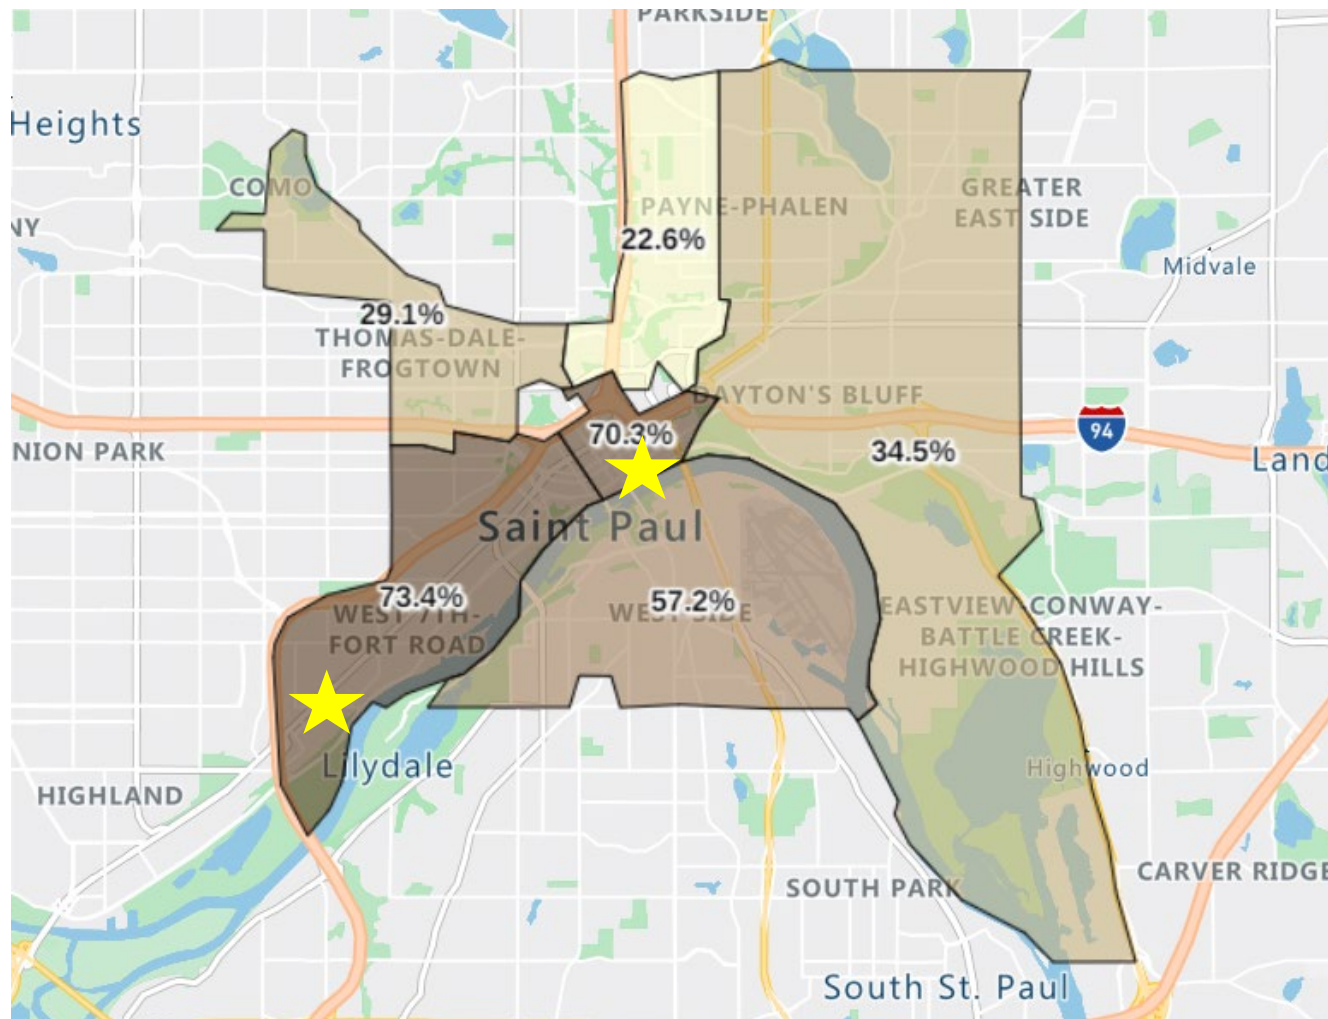 PARKSIDE
Heights
COMO
GREATER
EAST SIDE
PAYNE-PHALEN
NY
22.6%
Midvale
29.1%
THOMAS-DALE-
FROGTOWN
DAYTON'S BLUFF
70.3%
94
NION PARK
34.5%
Land
Saint Paul
73.4%
57.2%
WEST 7TH-
FORT ROAD
WEST SIDE
EASTVIEW-CONWAY-
BATTLE CREEK-
HIGHWOOD HILLS
Lilydale
Highwood
HIGHLAND
CARVER RIDGE
SOUTH PARK
South St. Paul